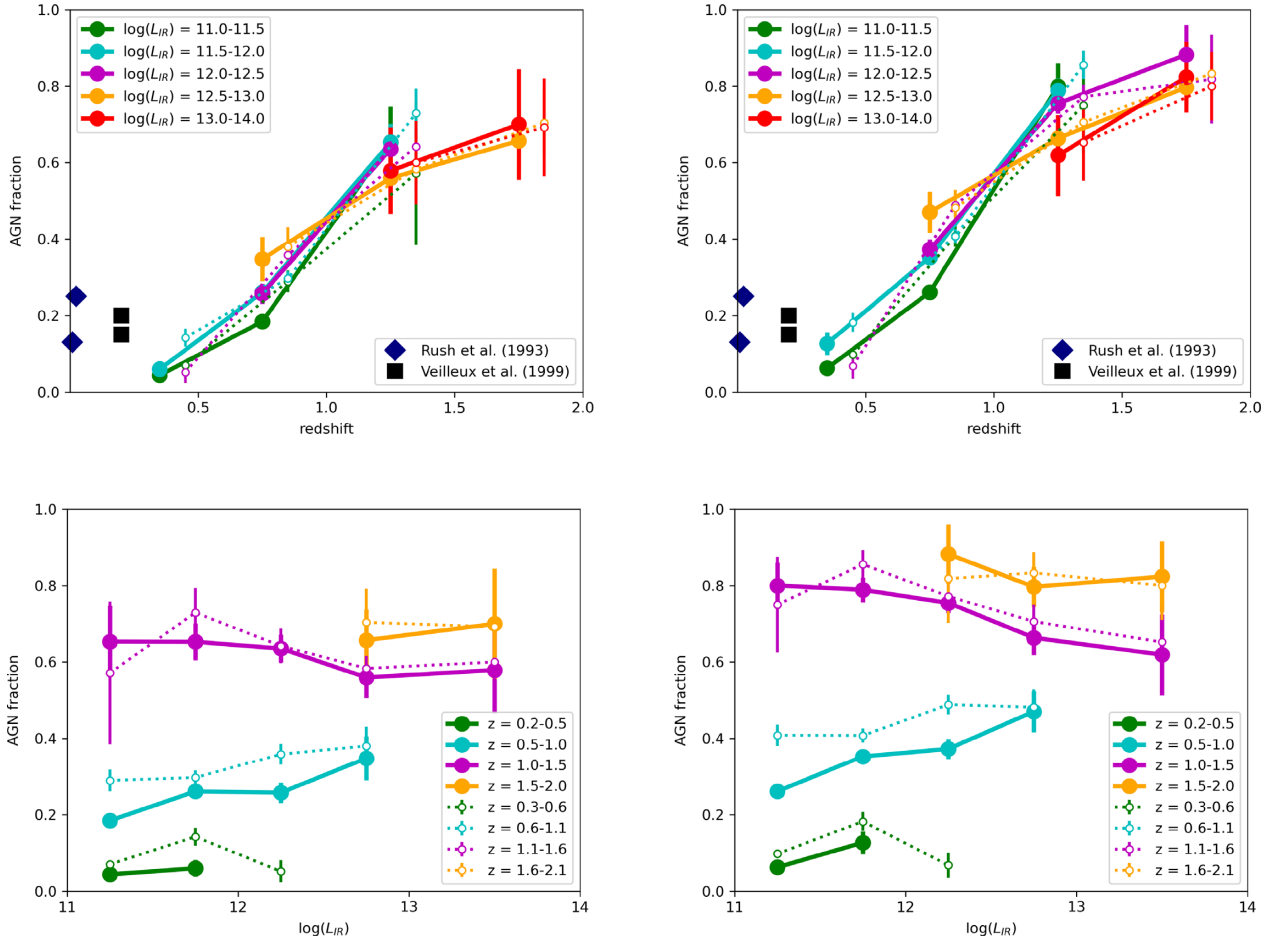 1.0
0.8
0.6
0.4
0.2
0.0
AGN fraction
0.5
1.0
1.5
2.0
redshift
log(L_IR) = 11.0-11.5
log(L_IR) = 11.5-12.0
log(L_IR) = 12.0-12.5
log(L_IR) = 12.5-13.0
log(L_IR) = 13.0-14.0
Rush et al. (1993)
Veilleux et al. (1999)
1.0
0.8
0.6
0.4
0.2
0.0
AGN fraction
0.5
1.0
1.5
2.0
redshift
log(L_IR) = 11.0-11.5
log(L_IR) = 11.5-12.0
log(L_IR) = 12.0-12.5
log(L_IR) = 12.5-13.0
log(L_IR) = 13.0-14.0
Rush et al. (1993)
Veilleux et al. (1999)
1.0
0.8
0.6
0.4
0.2
0.0
AGN fraction
11
12
13
14
log(L_IR)
z = 0.2-0.5
z = 0.5-1.0
z = 1.0-1.5
z = 1.5-2.0
z = 0.3-0.6
z = 0.6-1.1
z = 1.1-1.6
z = 1.6-2.1
1.0
0.8
0.6
0.4
0.2
0.0
AGN fraction
11
12
13
14
log(L_IR)
z = 0.2-0.5
z = 0.5-1.0
z = 1.0-1.5
z = 1.5-2.0
z = 0.3-0.6
z = 0.6-1.1
z = 1.1-1.6
z = 1.6-2.1